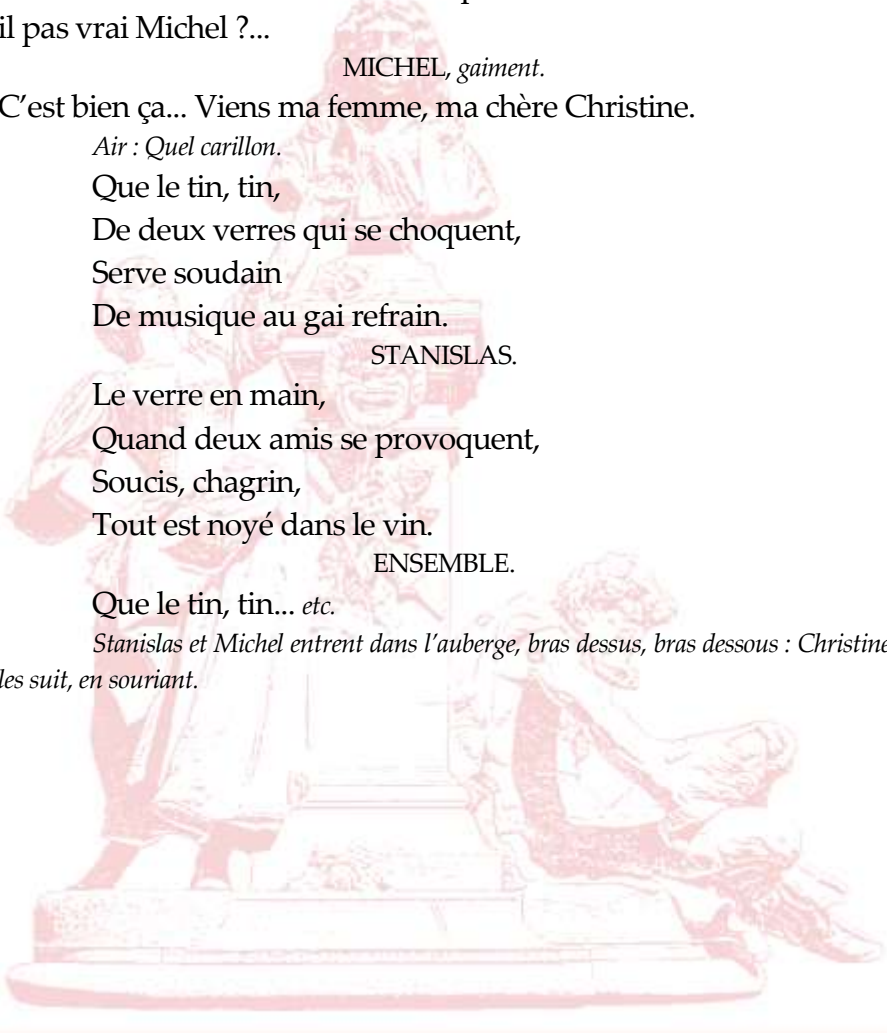 il pas vrai Michel ?...
MICHEL, gaiment.
C’est bien ça... Viens ma femme, ma chère Christine.
Air : Quel carillon.
Que le tin, tin,
De deux verres qui se choquent,
Serve soudain
De musique au gai refrain.
STANISLAS.
Le verre en main,
Quand deux amis se provoquent,
Soucis, chagrin,
Tout est noyé dans le vin.
ENSEMBLE.
Que le tin, tin... etc.
Stanislas et Michel entrent dans l’auberge, bras dessus, bras dessous : Christine
les suit, en souriant.